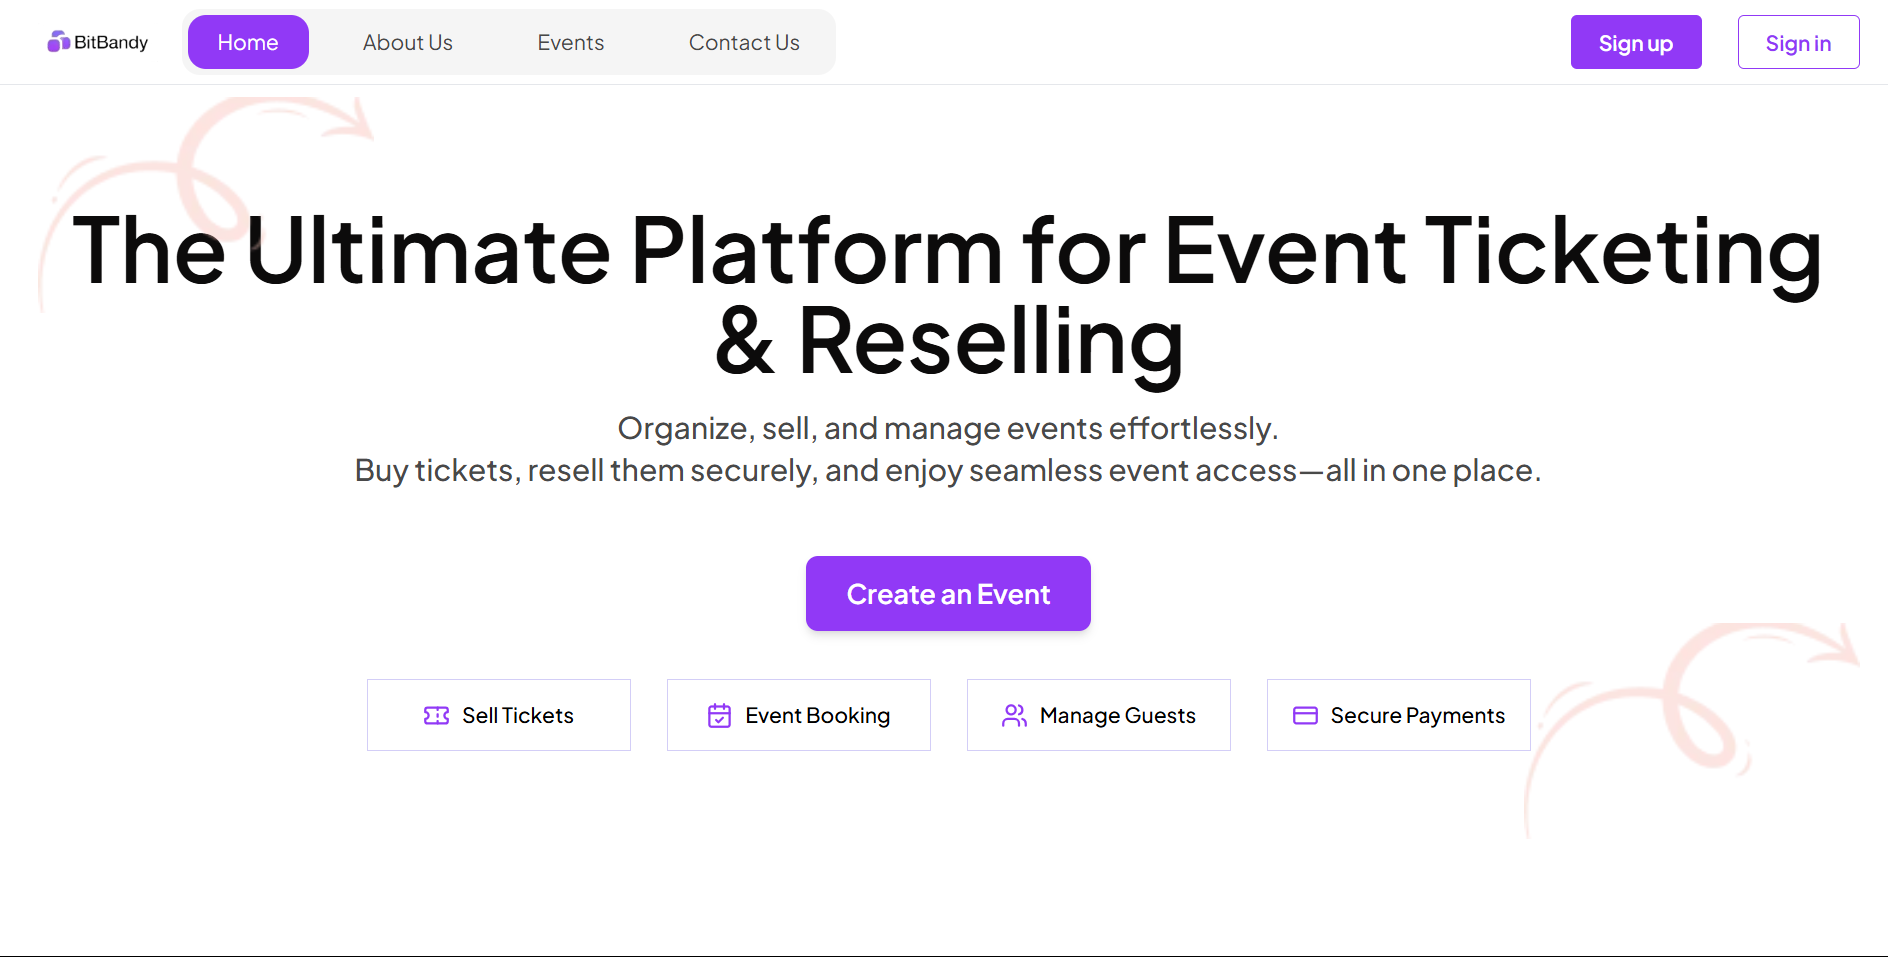 BitBandy
Home
About Us
Events
Contact Us
Sign up
Sign in
The Ultimate Platform for Event Ticketing
& Reselling
Organize, sell, and manage events effortlessly.
Buy tickets, resell them securely, and enjoy seamless event access—all in one place.
Create an Event
Sell Tickets
Event Booking
Manage Guests
Secure Payments